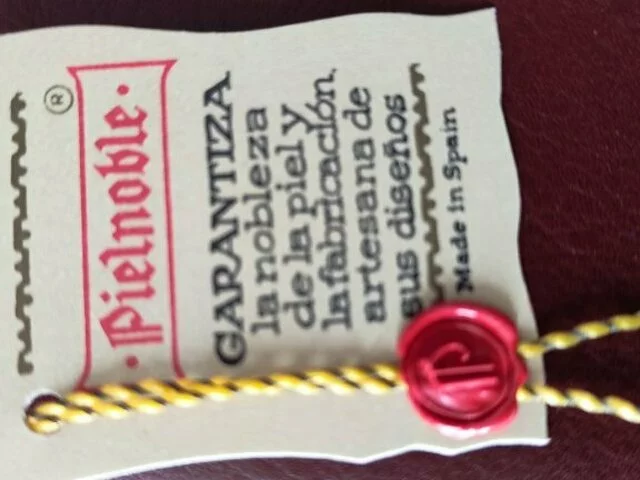 · Pielnoble · ®
GARANTIZA
la nobleza
de la piel y
la fabricación
artesana de
sus diseños
Made in Spain
P